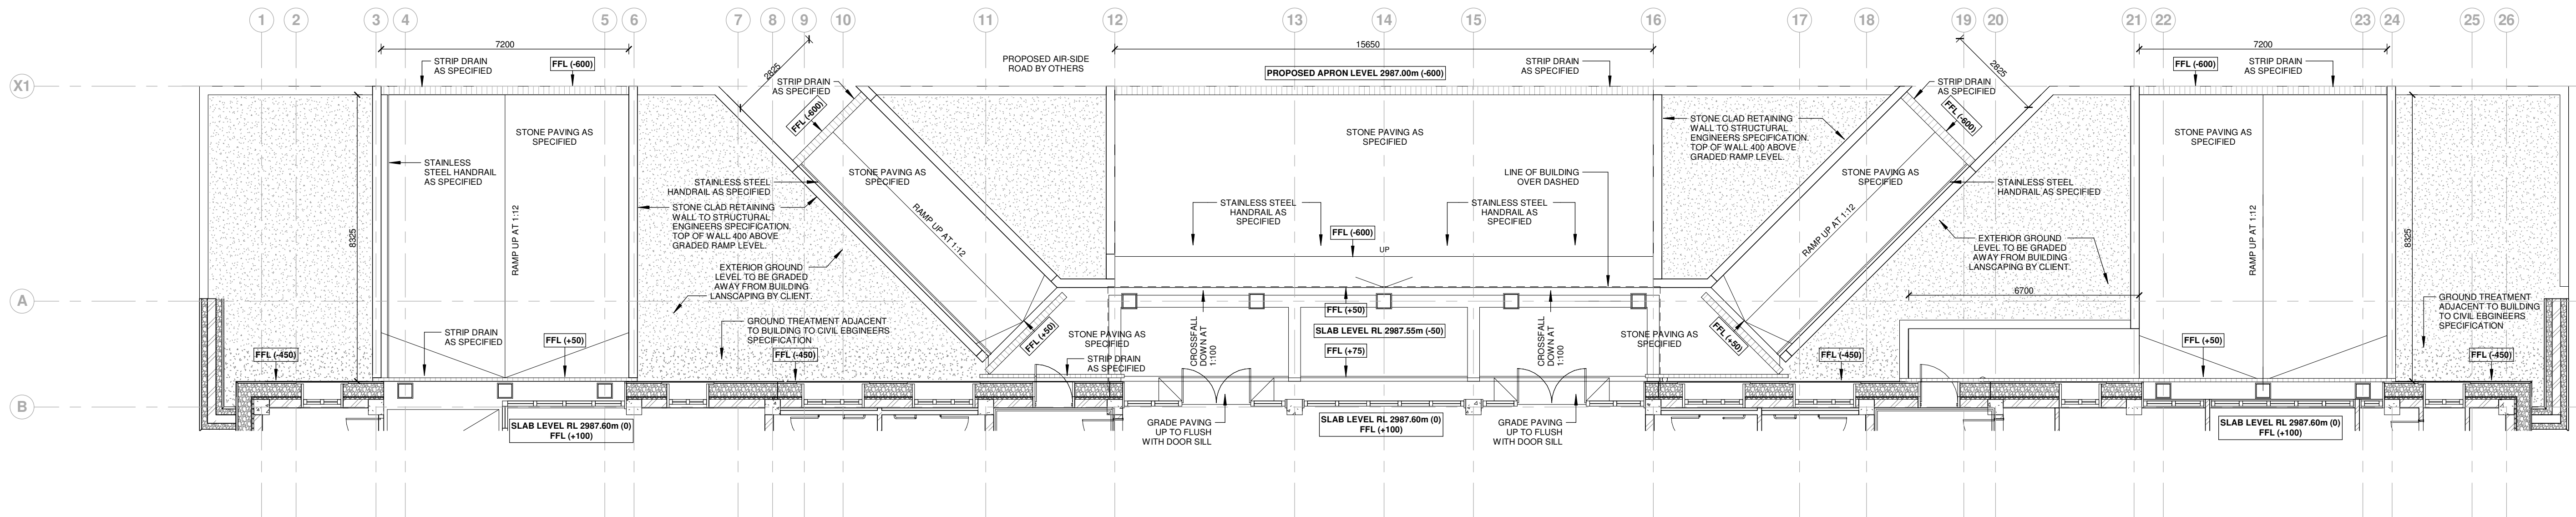 1 2 3 4 5 6 7 8 9 10 11 12 13 14 15 16 17 18 19 20 21 22 23 24 25 26
X1
A
B
7200
STRIP DRAIN
AS SPECIFIED
FFL (-600)
STONE PAVING AS
SPECIFIED
STAINLESS
STEEL HANDRAIL
AS SPECIFIED
8325
RAMP UP AT 1:12
STRIP DRAIN
AS SPECIFIED
FFL (+50)
FFL (-450)
SLAB LEVEL RL 2987.60m (0)
FFL (+100)
2825
STRIP DRAIN
AS SPECIFIED
FFL (-600)
STONE PAVING AS
SPECIFIED
STAINLESS STEEL
HANDRAIL AS SPECIFIED
STONE CLAD RETAINING
WALL TO STRUCTURAL
ENGINEERS SPECIFICATION.
TOP OF WALL 400 ABOVE
GRADED RAMP LEVEL.
RAMP UP AT 1:12
EXTERIOR GROUND
LEVEL TO BE GRADED
AWAY FROM BUILDING
LANSCAPING BY CLIENT.
GROUND TREATMENT ADJACENT
TO BUILDING TO CIVIL EBGINEERS
SPECIFICATION
FFL (-450)
FFL (+50)
STONE PAVING AS
SPECIFIED
STRIP DRAIN
AS SPECIFIED
PROPOSED AIR-SIDE
ROAD BY OTHERS
15650
PROPOSED APRON LEVEL 2987.00m (-600)
STRIP DRAIN
AS SPECIFIED
STONE PAVING AS
SPECIFIED
LINE OF BUILDING
OVER DASHED
STAINLESS STEEL
HANDRAIL AS
SPECIFIED
STAINLESS STEEL
HANDRAIL AS
SPECIFIED
FFL (-600)
UP
FFL (+50)
SLAB LEVEL RL 2987.55m (-50)
FFL (+75)
CROSSFALL
DOWN AT
1:100
CROSSFALL
DOWN AT
1:100
GRADE PAVING
UP TO FLUSH
WITH DOOR SILL
SLAB LEVEL RL 2987.60m (0)
FFL (+100)
GRADE PAVING
UP TO FLUSH
WITH DOOR SILL
STONE CLAD RETAINING
WALL TO STRUCTURAL
ENGINEERS SPECIFICATION.
TOP OF WALL 400 ABOVE
GRADED RAMP LEVEL.
STONE PAVING AS
SPECIFIED
FFL (+50)
2825
STRIP DRAIN
AS SPECIFIED
FFL (-600)
STONE PAVING AS
SPECIFIED
RAMP UP AT 1:12
STAINLESS STEEL
HANDRAIL AS SPECIFIED
EXTERIOR GROUND
LEVEL TO BE GRADED
AWAY FROM BUILDING
LANSCAPING BY CLIENT.
6700
FFL (-450)
7200
FFL (-600)
STRIP DRAIN
AS SPECIFIED
STONE PAVING AS
SPECIFIED
RAMP UP AT 1:12
8325
FFL (+50)
GROUND TREATMENT
ADJACENT TO BUILDING
TO CIVIL EBGINEERS
SPECIFICATION
FFL (-450)
SLAB LEVEL RL 2987.60m (0)
FFL (+100)